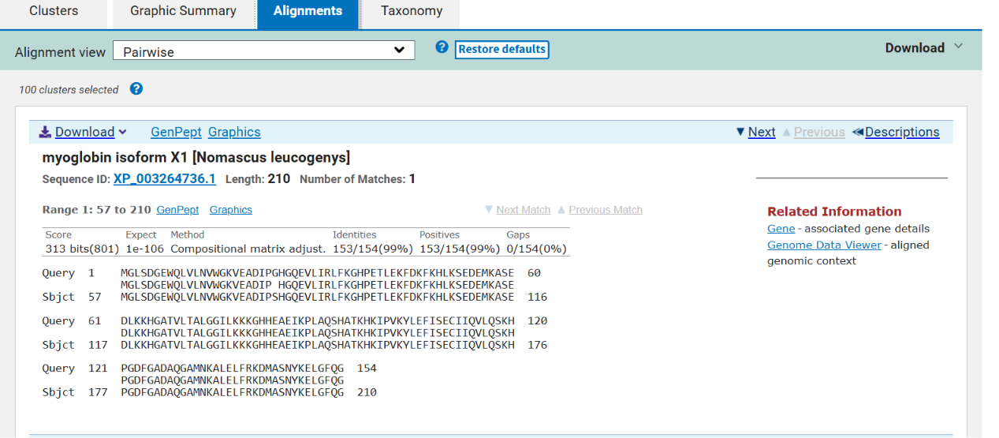 Clusters Graphic Summary Alignments Taxonomy
Alignment view Pairwise ? Restore defaults Download
100 clusters selected ?
Download GenPept Graphics Next Previous Descriptions
myoglobin isoform X1 [Nomascus leucogenys]
Sequence ID: XP_003264736.1 Length: 210 Number of Matches: 1
Range 1: 57 to 210 GenPept Graphics Next Match Previous Match
Score Expect Method Identities Positives Gaps
313 bits(801) 1e-106 Compositional matrix adjust. 153/154(99%) 153/154(99%) 0/154(0%)
Query 1 MGLSDGEWQLVLNVWGKVEADIPGHGQEVLIRLFKGHPETLEKFDKFKHLKSEDEMKASE 60
MGLSDGEWQLVLNVWGKVEADIP HGQEVLIRLFKGHPETLEKFDKFKHLKSEDEMKASE
Sbjct 57 MGLSDGEWQLVLNVWGKVEADIPSHGQEVLIRLFKGHPETLEKFDKFKHLKSEDEMKASE 116
Query 61 DLKKHGATVLTALGGILKKKGHHEAEIKPLAQSHATKHKIPVKYLEFISECIIQVLQSKH 120
DLKKHGATVLTALGGILKKKGHHEAEIKPLAQSHATKHKIPVKYLEFISECIIQVLQSKH
Sbjct 117 DLKKHGATVLTALGGILKKKGHHEAEIKPLAQSHATKHKIPVKYLEFISECIIQVLQSKH 176
Query 121 PGDFGADAQGAMNKALELFRKDMASNYKELGFQG 154
PGDFGADAQGAMNKALELFRKDMASNYKELGFQG
Sbjct 177 PGDFGADAQGAMNKALELFRKDMASNYKELGFQG 210
Related Information
Gene - associated gene details
Genome Data Viewer - aligned
genomic context